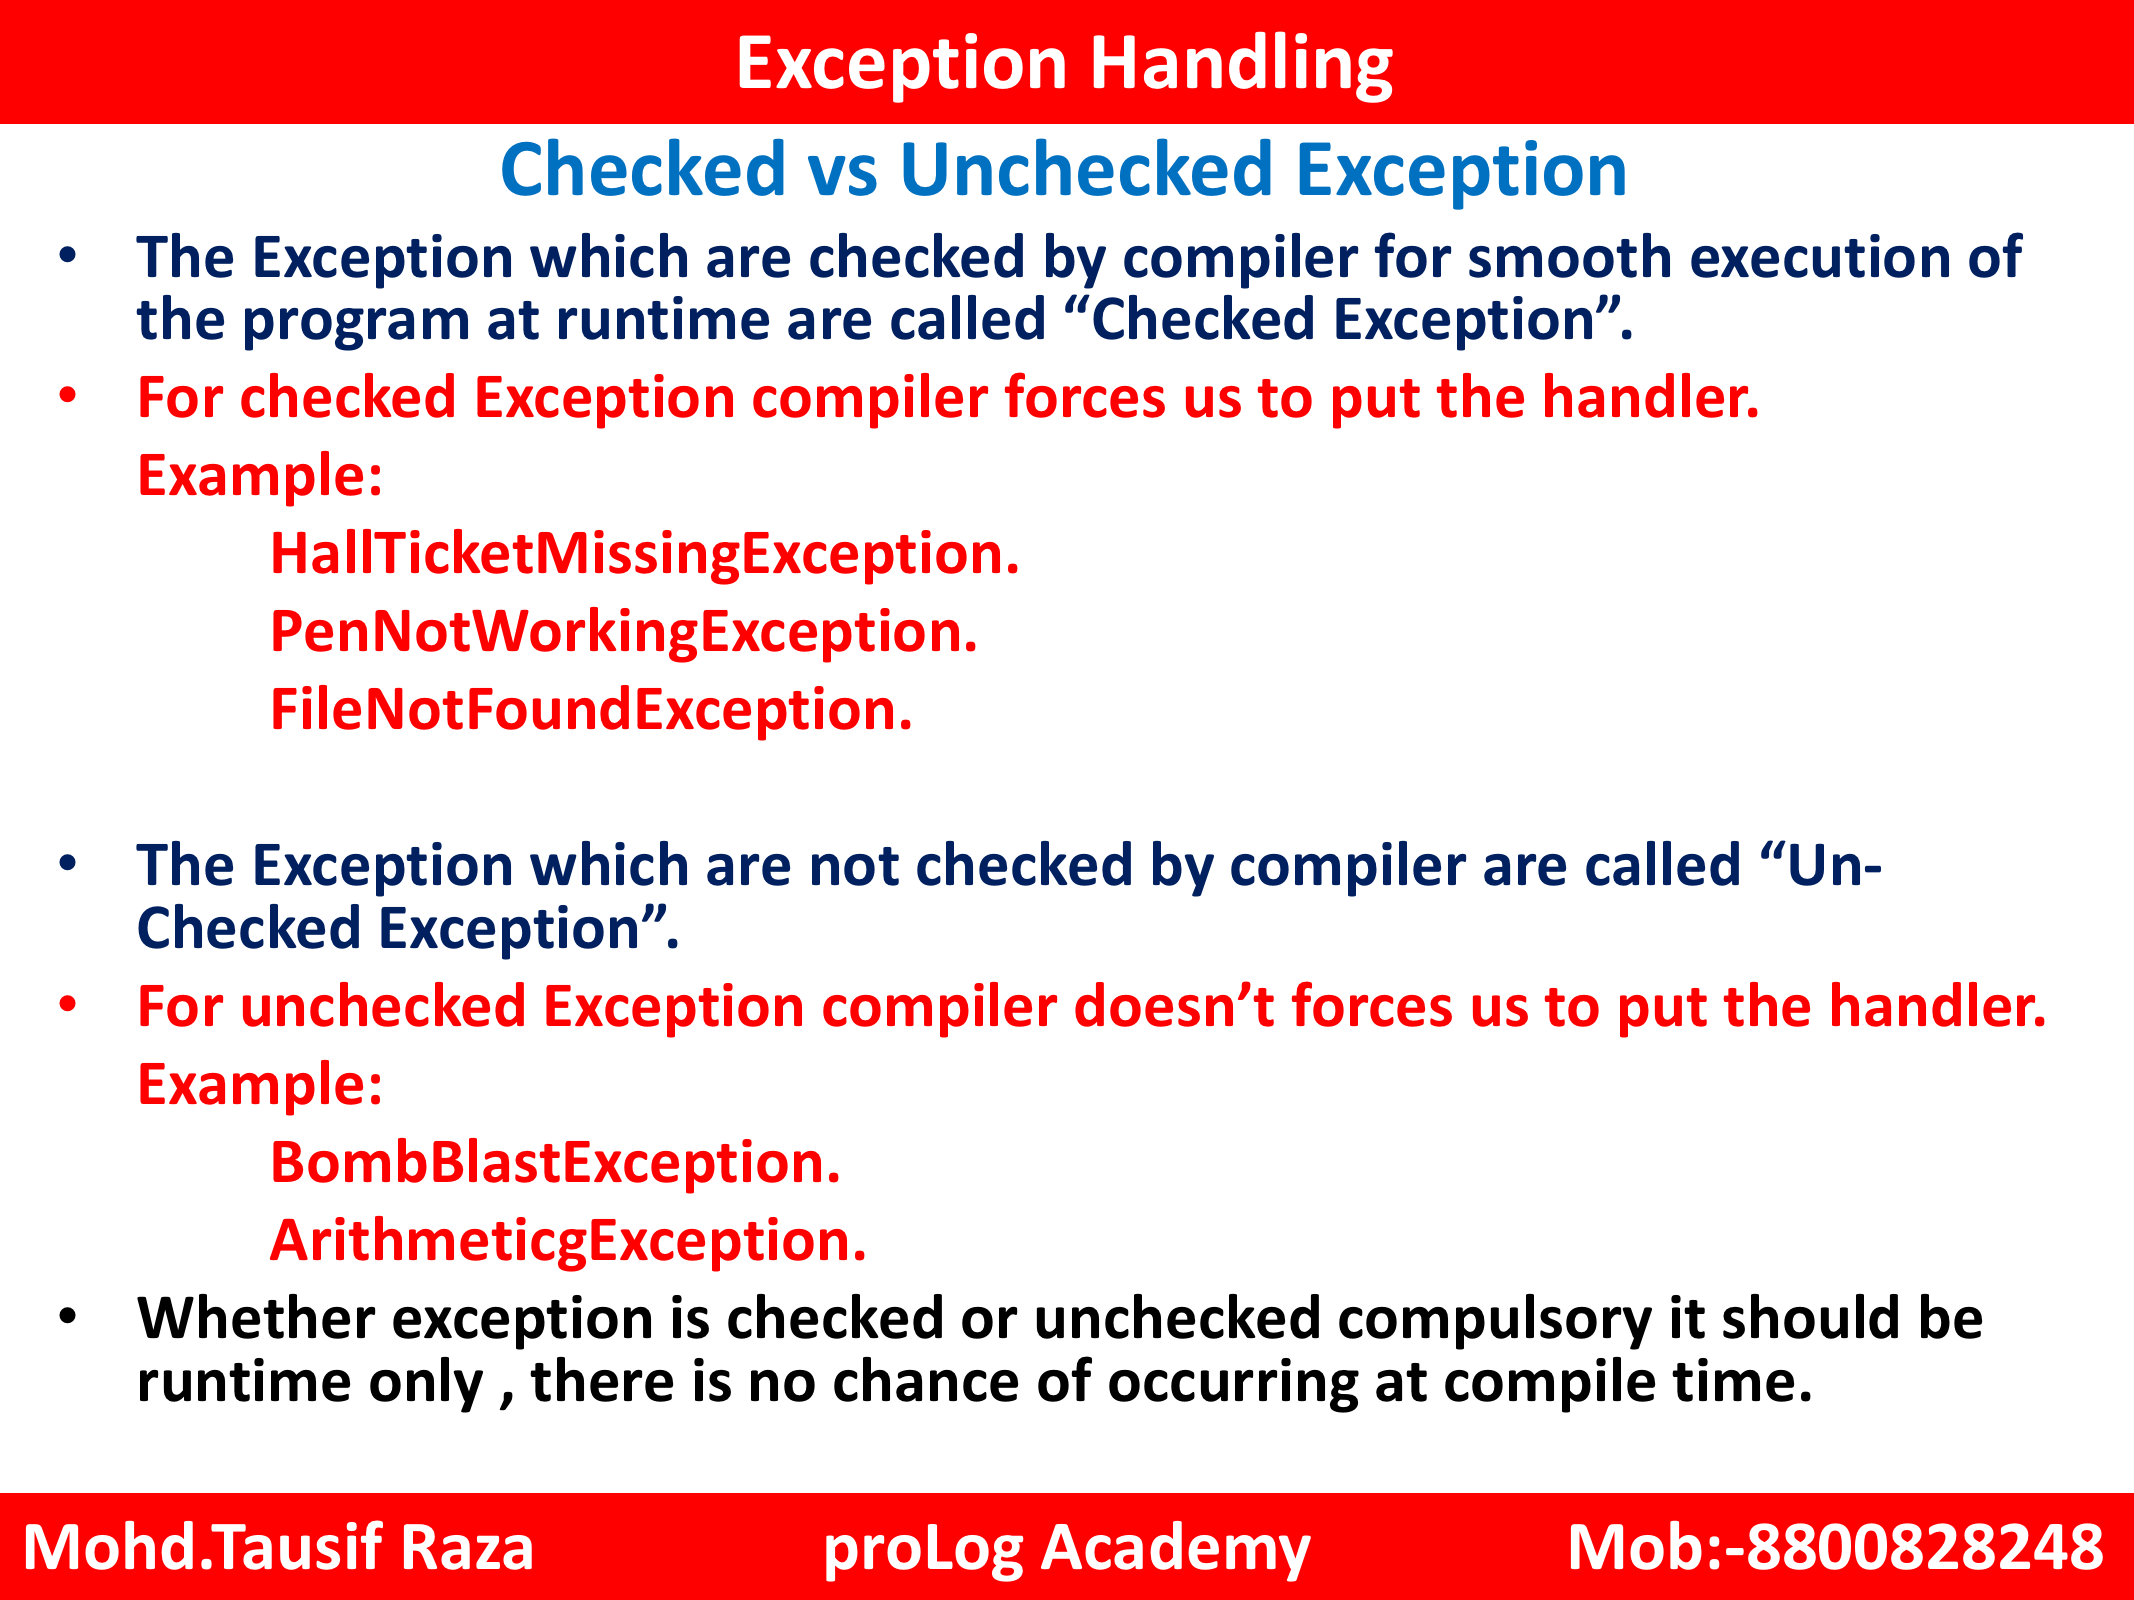 Exception Handling
Checked vs Unchecked Exception
• The Exception which are checked by compiler for smooth execution of
the program at runtime are called “Checked Exception”.
• For checked Exception compiler forces us to put the handler.
Example:
HallTicketMissingException.
PenNotWorkingException.
FileNotFoundException.
• The Exception which are not checked by compiler are called “Un-
Checked Exception”.
• For unchecked Exception compiler doesn’t forces us to put the handler.
Example:
BombBlastException.
ArithmeticgException.
• Whether exception is checked or unchecked compulsory it should be
runtime only , there is no chance of occurring at compile time.
Mohd.Tausif Raza proLog Academy Mob:-8800828248